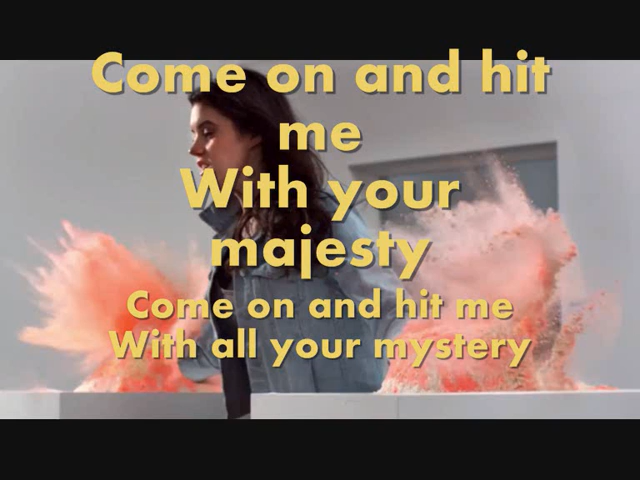 Come on and hit
me
With your
majesty
Come on and hit me
With all your mystery